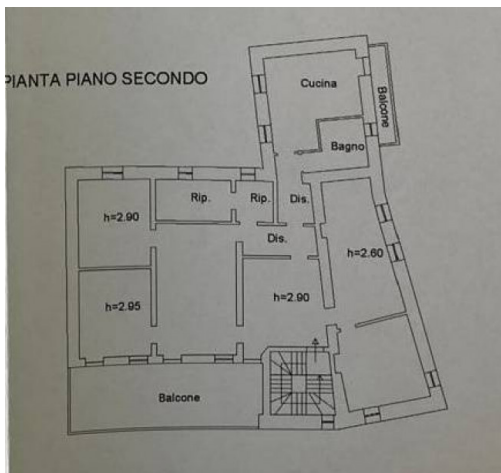 PIANTA PIANO SECONDO
Cucina
Balcone
Bagno
Rip.
Rip.
Dis.
h=2.90
Dis.
h=2.60
h=2.95
h=2.90
Balcone